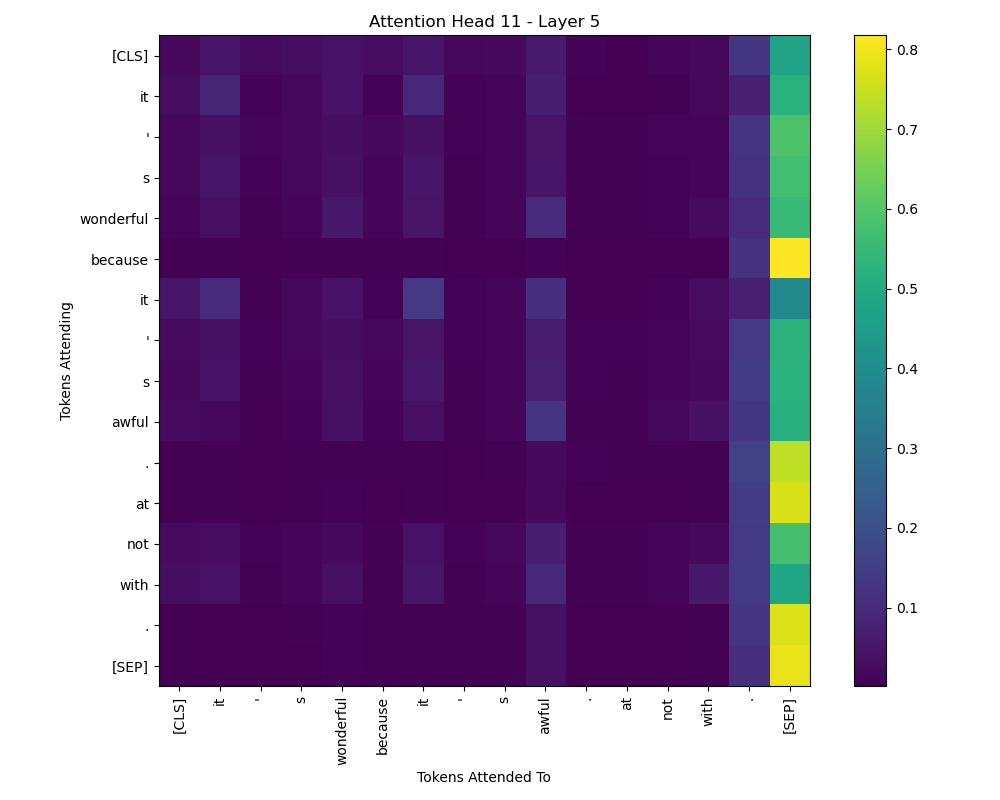 Attention Head 11 - Layer 5
[CLS]
it
'
s
wonderful
because
it
'
s
awful
.
at
not
with
.
[SEP]
Tokens Attending
[CLS]
it
'
s
wonderful
because
it
'
s
awful
.
at
not
with
.
[SEP]
Tokens Attended To
0.8
0.7
0.6
0.5
0.4
0.3
0.2
0.1